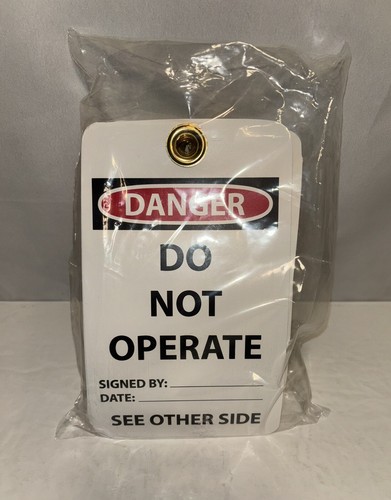 DANGER
DO
NOT
OPERATE
SIGNED BY:
DATE:
SEE OTHER SIDE